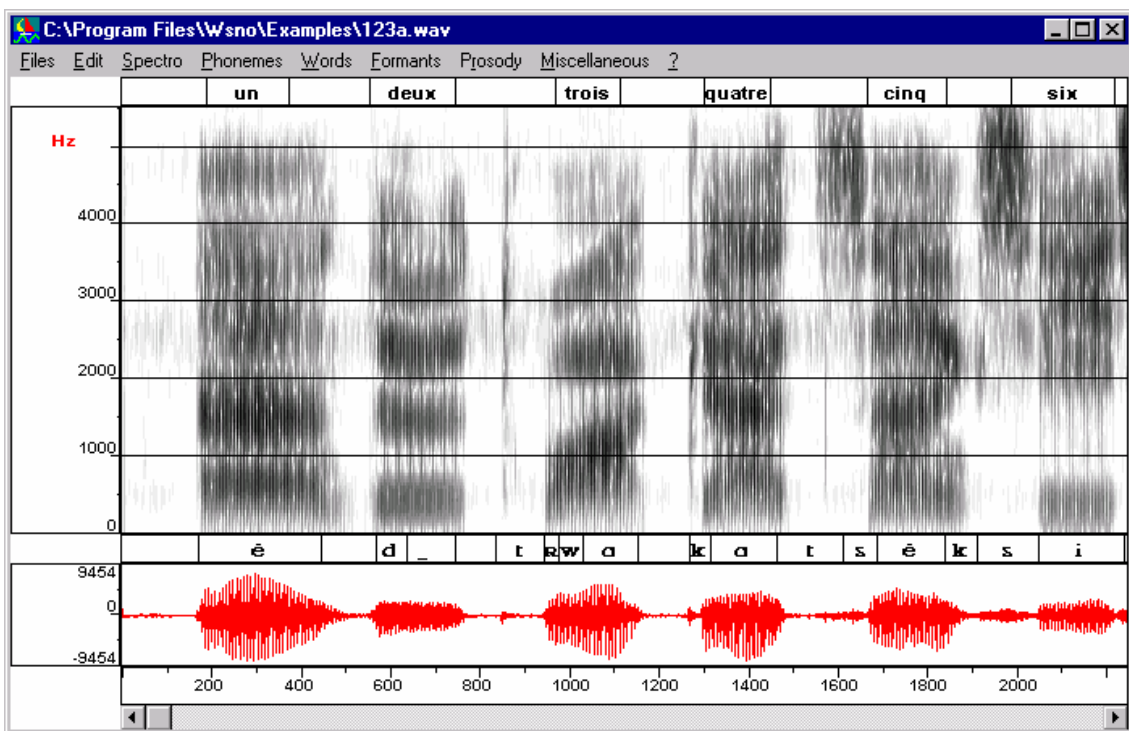 C:\Program Files\Wsno\Examples\123a.wav
Files Edit Spectro Phonemes Words Formants Prosody Miscellaneous ?
un deux trois quatre cinq six
Hz
4000
3000
2000
1000
0
ẽ d _ t R w ɑ k ɑ t s ẽ k s i
9454
0
-9454
200 400 600 800 1000 1200 1400 1600 1800 2000